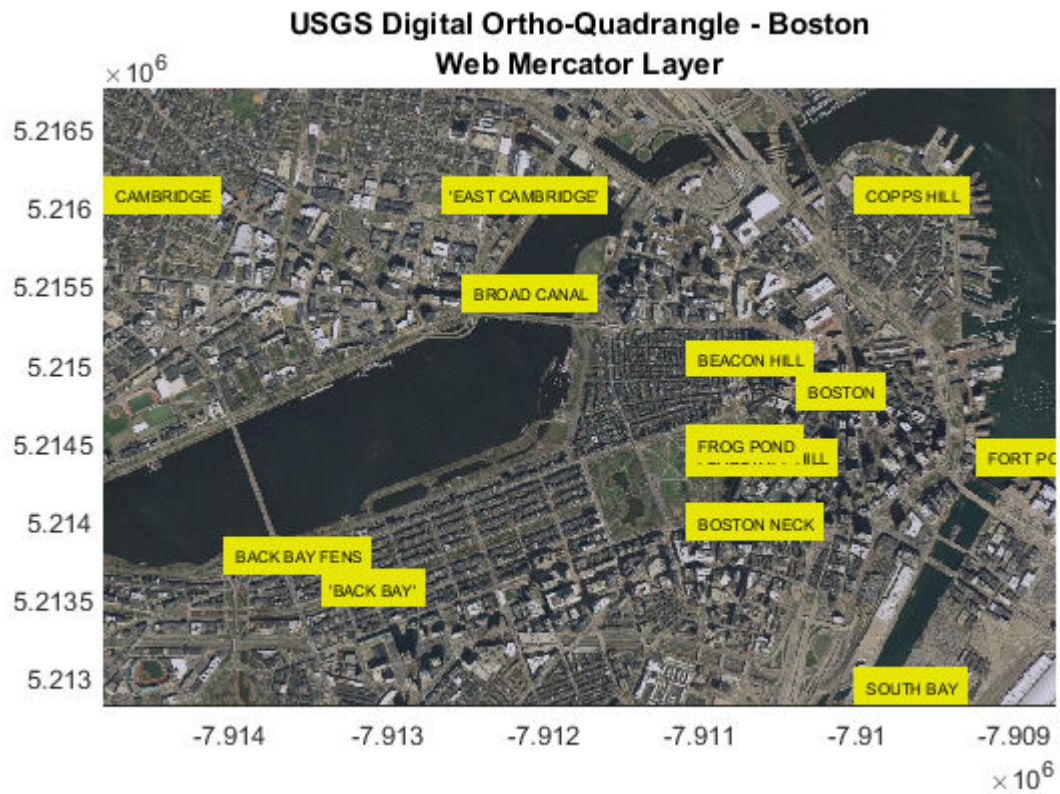 USGS Digital Ortho-Quadrangle - Boston
Web Mercator Layer
× 10^6
5.2165
5.216
5.2155
5.215
5.2145
5.214
5.2135
5.213
CAMBRIDGE
'EAST CAMBRIDGE'
COPPS HILL
BROAD CANAL
BEACON HILL
BOSTON
FROG POND
HILL
FORT PO
BOSTON NECK
BACK BAY FENS
'BACK BAY'
SOUTH BAY
-7.914
-7.913
-7.912
-7.911
-7.91
-7.909
× 10^6